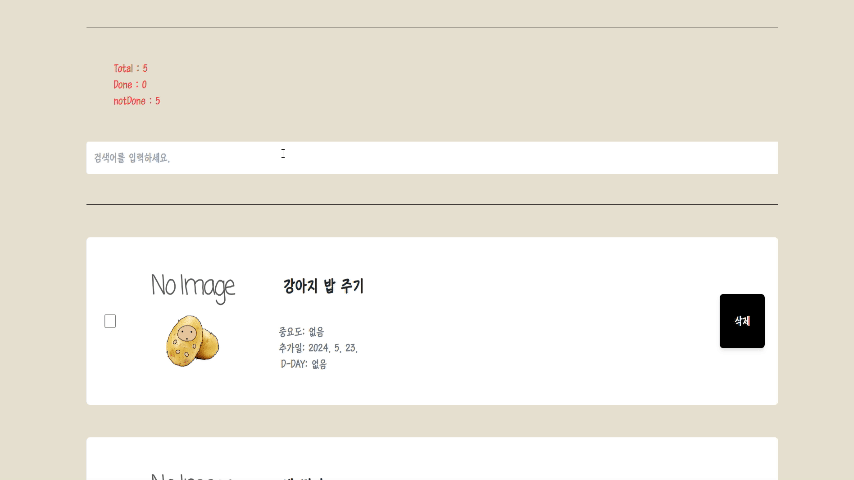 Total : 5
Done : 0
notDone : 5
검색어를 입력하세요.
No Image
강아지 밥 주기
중요도: 없음
추가일: 2024. 5. 23.
D-DAY: 없음
삭제